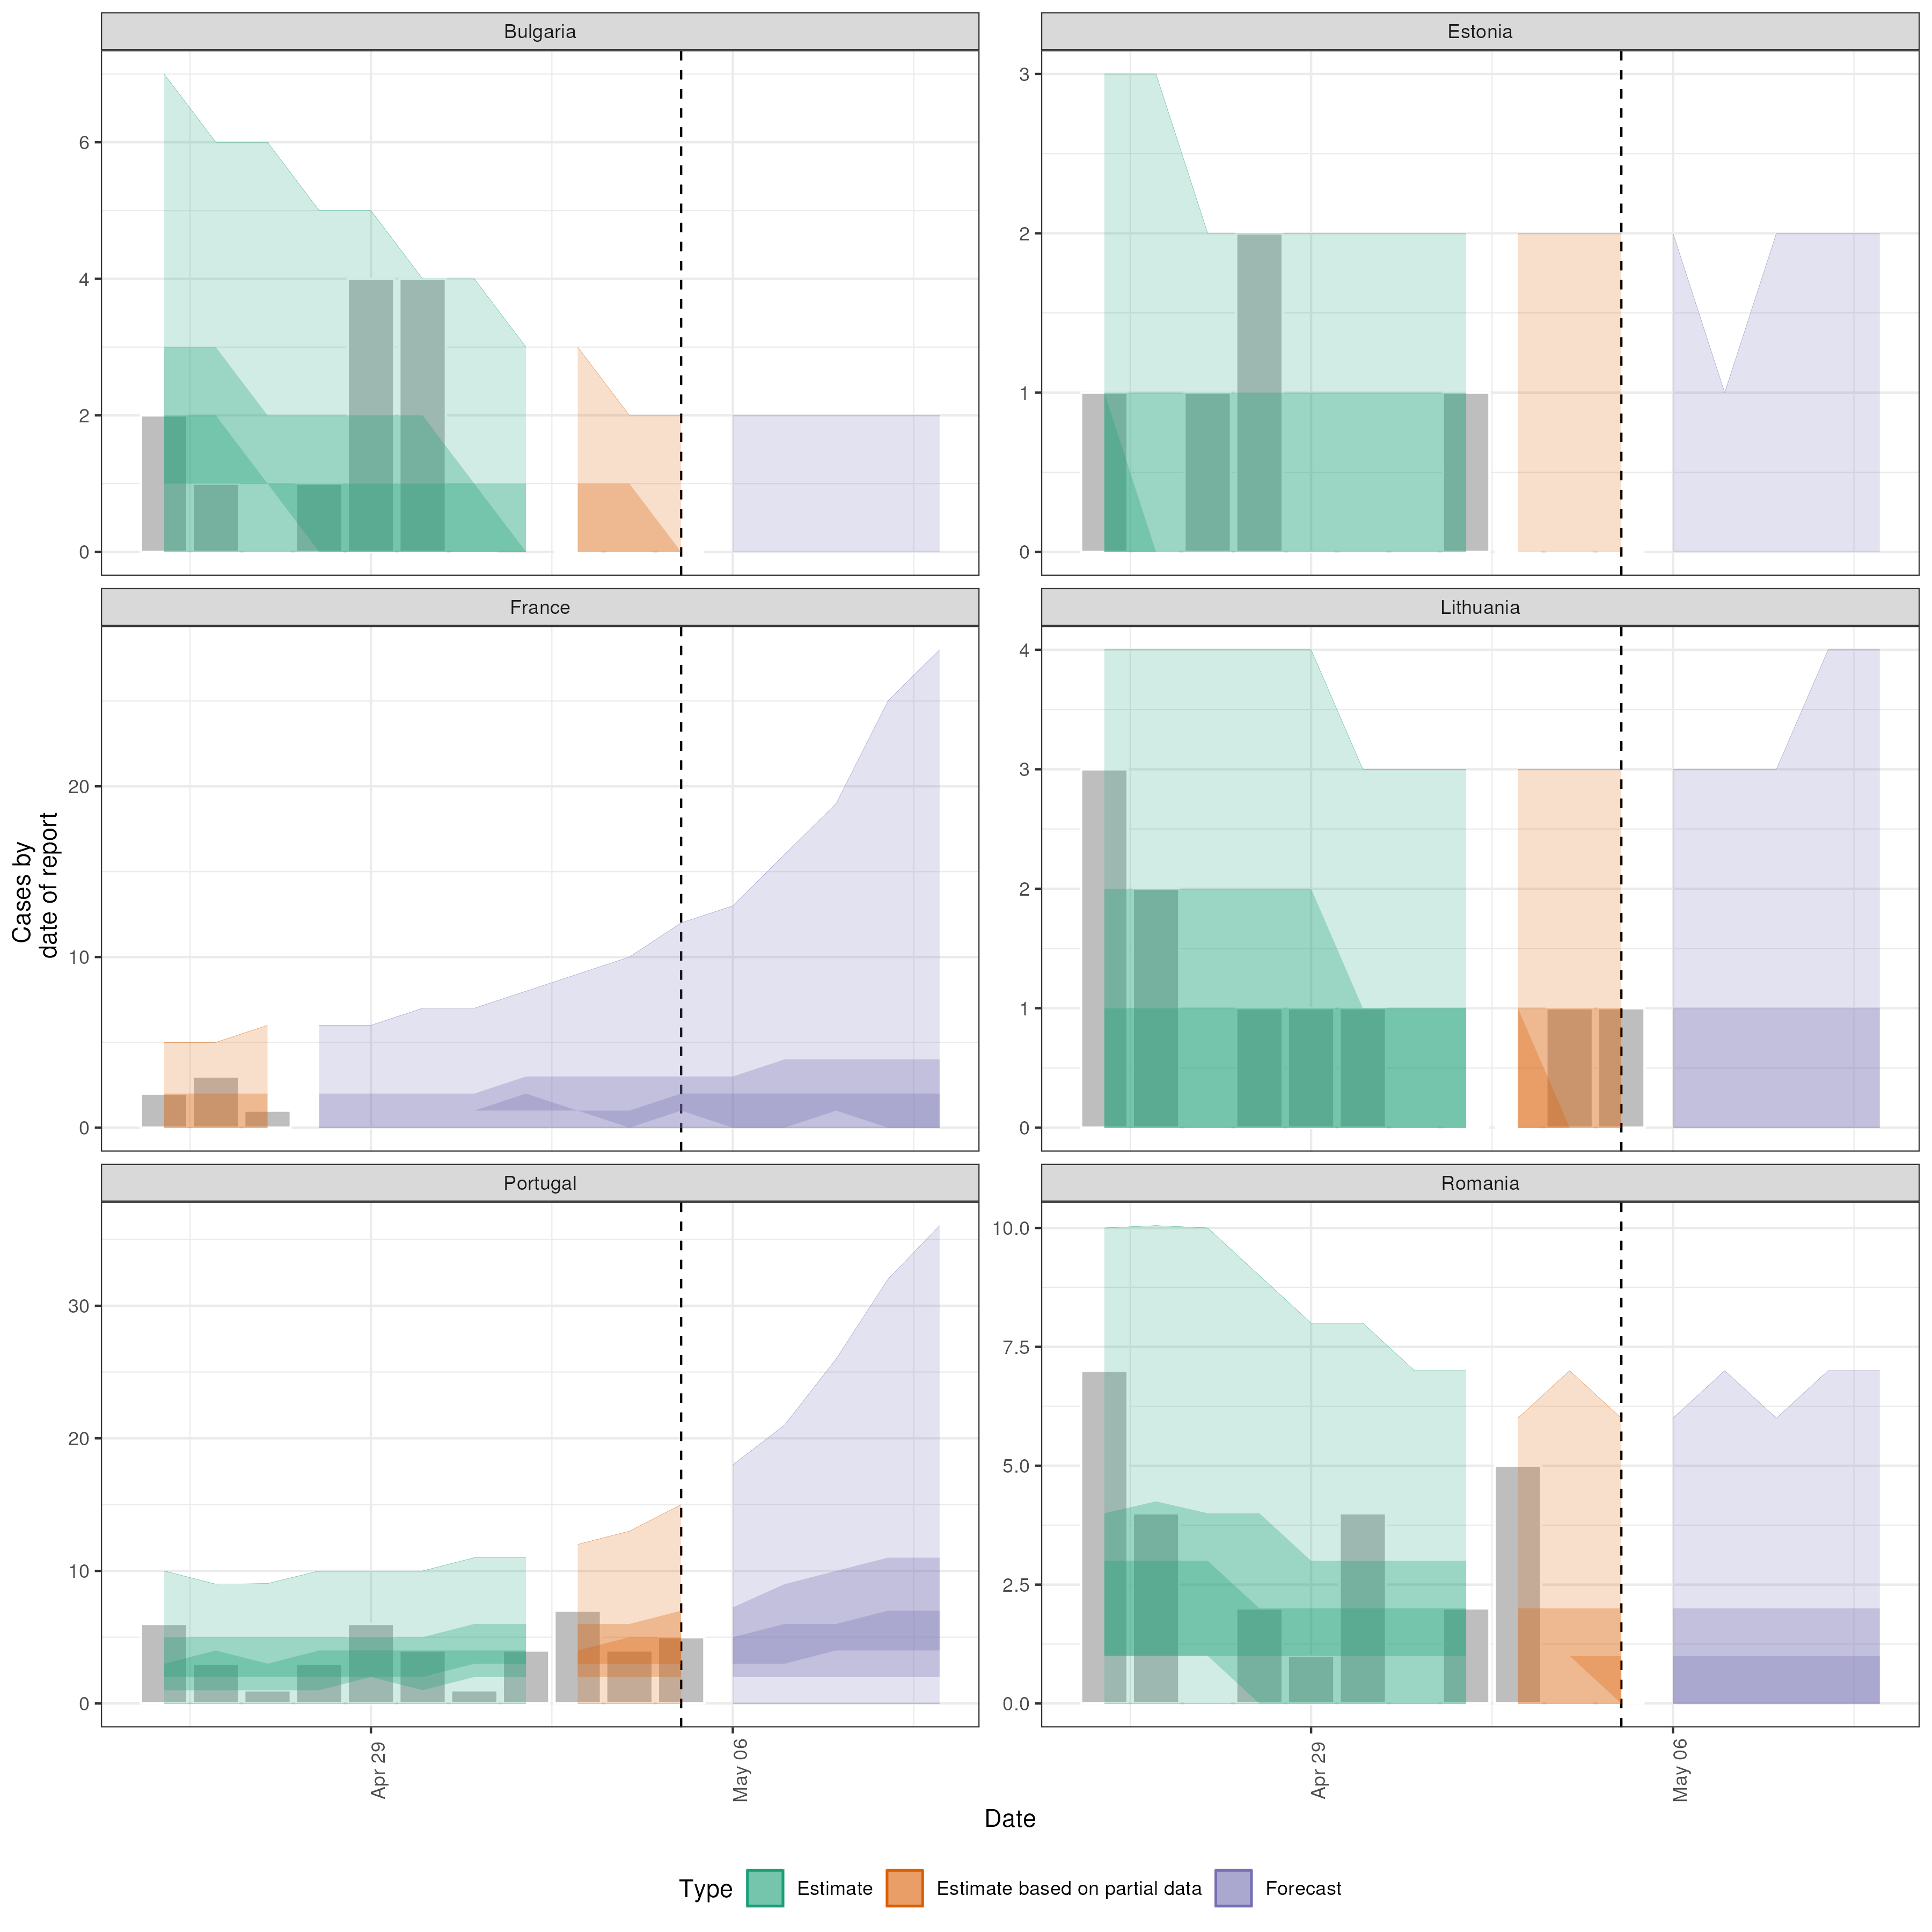 Bulgaria
Estonia
6
4
2
0
3
2
1
0
France
Lithuania
20
10
0
4
3
2
1
0
Portugal
Romania
30
20
10
0
10.0
7.5
5.0
2.5
0.0
Cases by
date of report
Apr 29
May 06
Apr 29
May 06
Date
Type
Estimate
Estimate based on partial data
Forecast